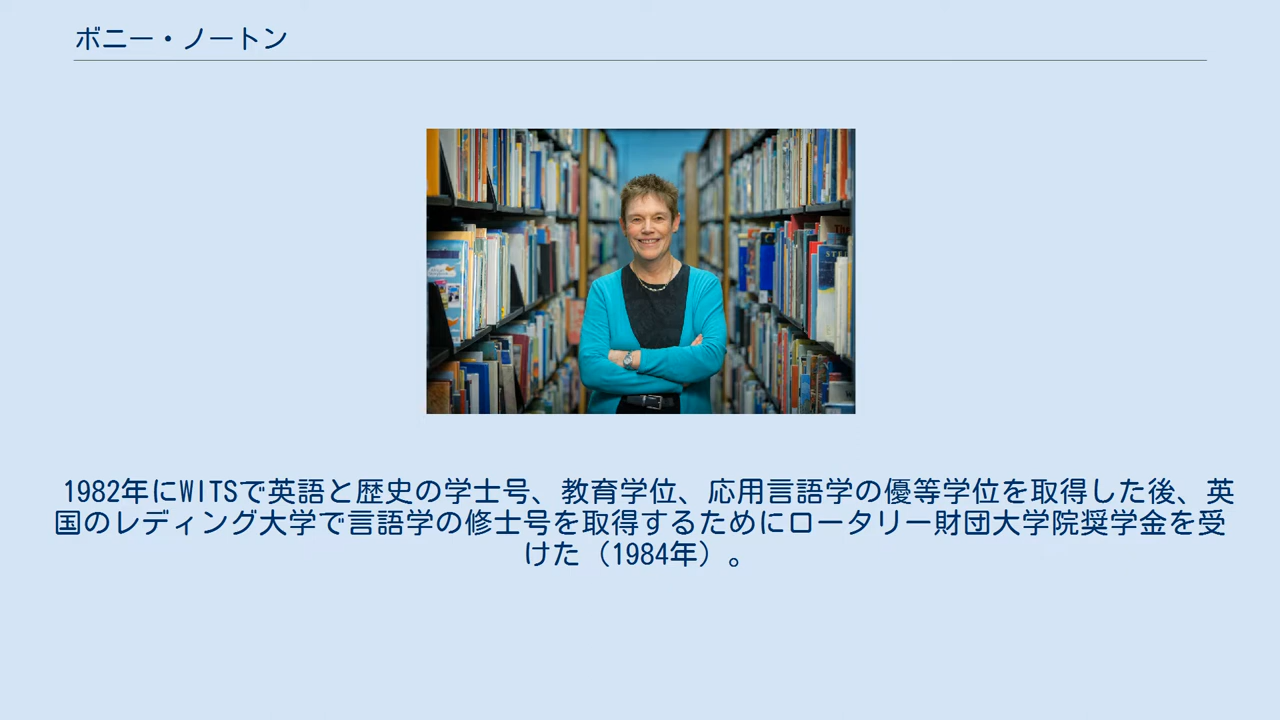 ボニー・ノートン
1982年にWITSで英語と歴史の学士号、教育学位、応用言語学の優等学位を取得した後、英
国のレディング大学で言語学の修士号を取得するためにロータリー財団大学院奨学金を受
けた（1984年）。